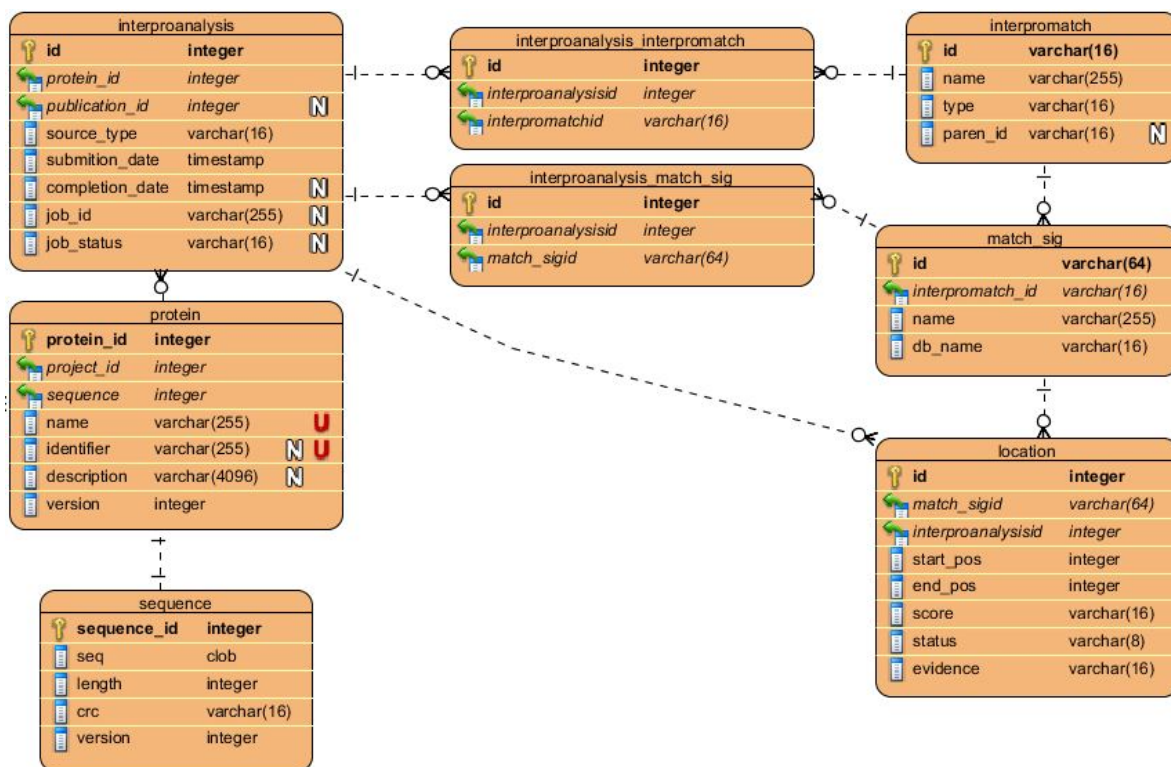 interproanalysis
id integer
protein_id integer
publication_id integer N
source_type varchar(16)
submition_date timestamp
completion_date timestamp N
job_id varchar(255) N
job_status varchar(16) N
interproanalysis_interpromatch
id integer
interproanalysisid integer
interpromatchid varchar(16)
interpromatch
id varchar(16)
name varchar(255)
type varchar(16)
paren_id varchar(16) N
interproanalysis_match_sig
id integer
interproanalysisid integer
match_sigid varchar(64)
match_sig
id varchar(64)
interpromatch_id varchar(16)
name varchar(255)
db_name varchar(16)
protein
protein_id integer
project_id integer
sequence integer
name varchar(255) U
identifier varchar(255) N U
description varchar(4096) N
version integer
location
id integer
match_sigid varchar(64)
interproanalysisid integer
start_pos integer
end_pos integer
score varchar(16)
status varchar(8)
evidence varchar(16)
sequence
sequence_id integer
seq clob
length integer
crc varchar(16)
version integer